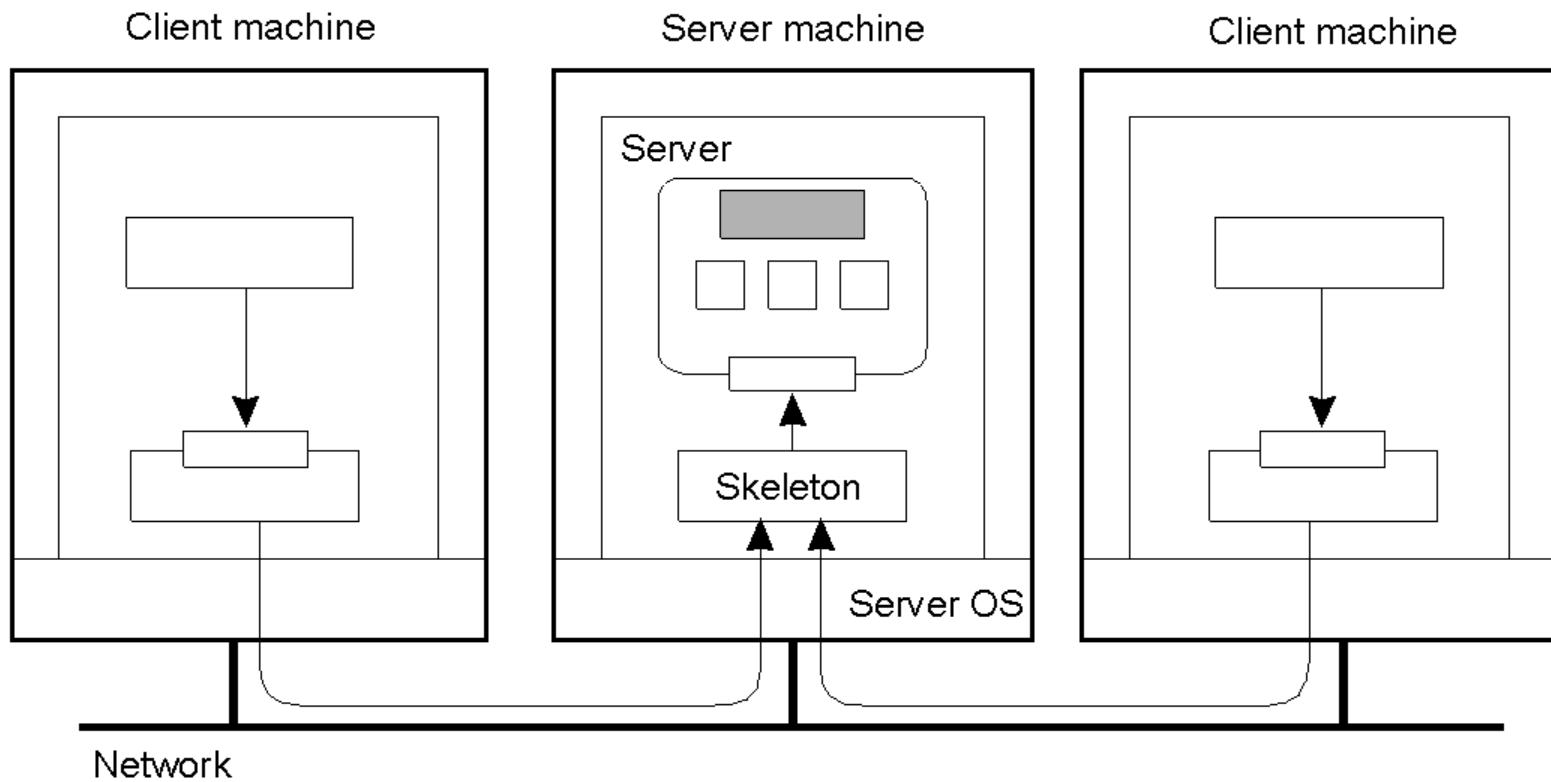 Client machine
Server machine
Client machine
Server
Skeleton
Server OS
Network